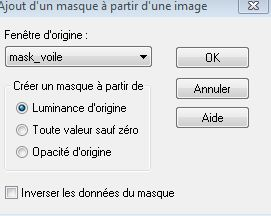 Ajout d'un masque à partir d'une image
Fenêtre d'origine :
mask_voile
OK
Créer un masque à partir de
Annuler
Luminance d'origine
Toute valeur sauf zéro
Aide
Opacité d'origine
Inverser les données du masque